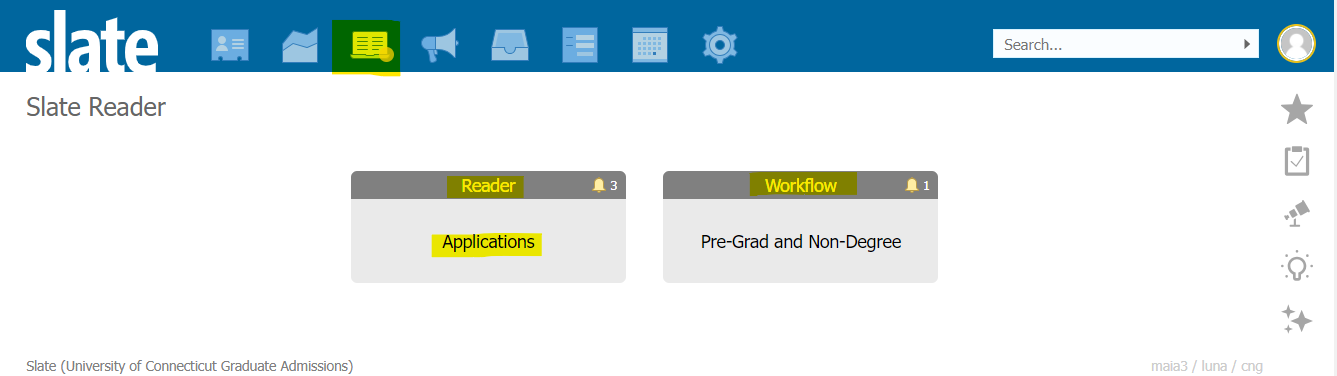 slate
Search...
Slate Reader
Reader 3
Workflow 1
Applications
Pre-Grad and Non-Degree
Slate (University of Connecticut Graduate Admissions)
maia3 / luna / cng